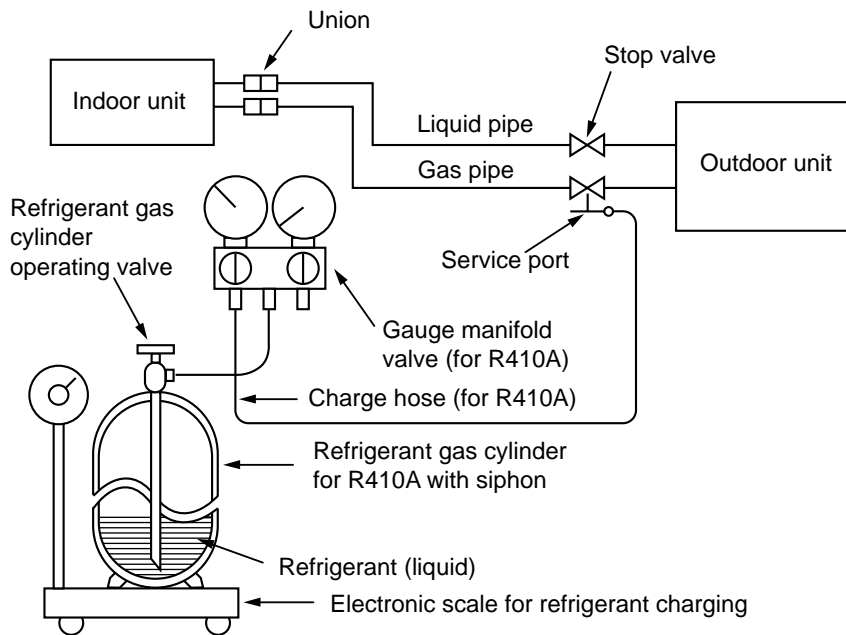 Union
Stop valve
Indoor unit
Liquid pipe
Outdoor unit
Gas pipe
Refrigerant gas
cylinder
operating valve
Service port
Gauge manifold
valve (for R410A)
Charge hose (for R410A)
Refrigerant gas cylinder
for R410A with siphon
Refrigerant (liquid)
Electronic scale for refrigerant charging